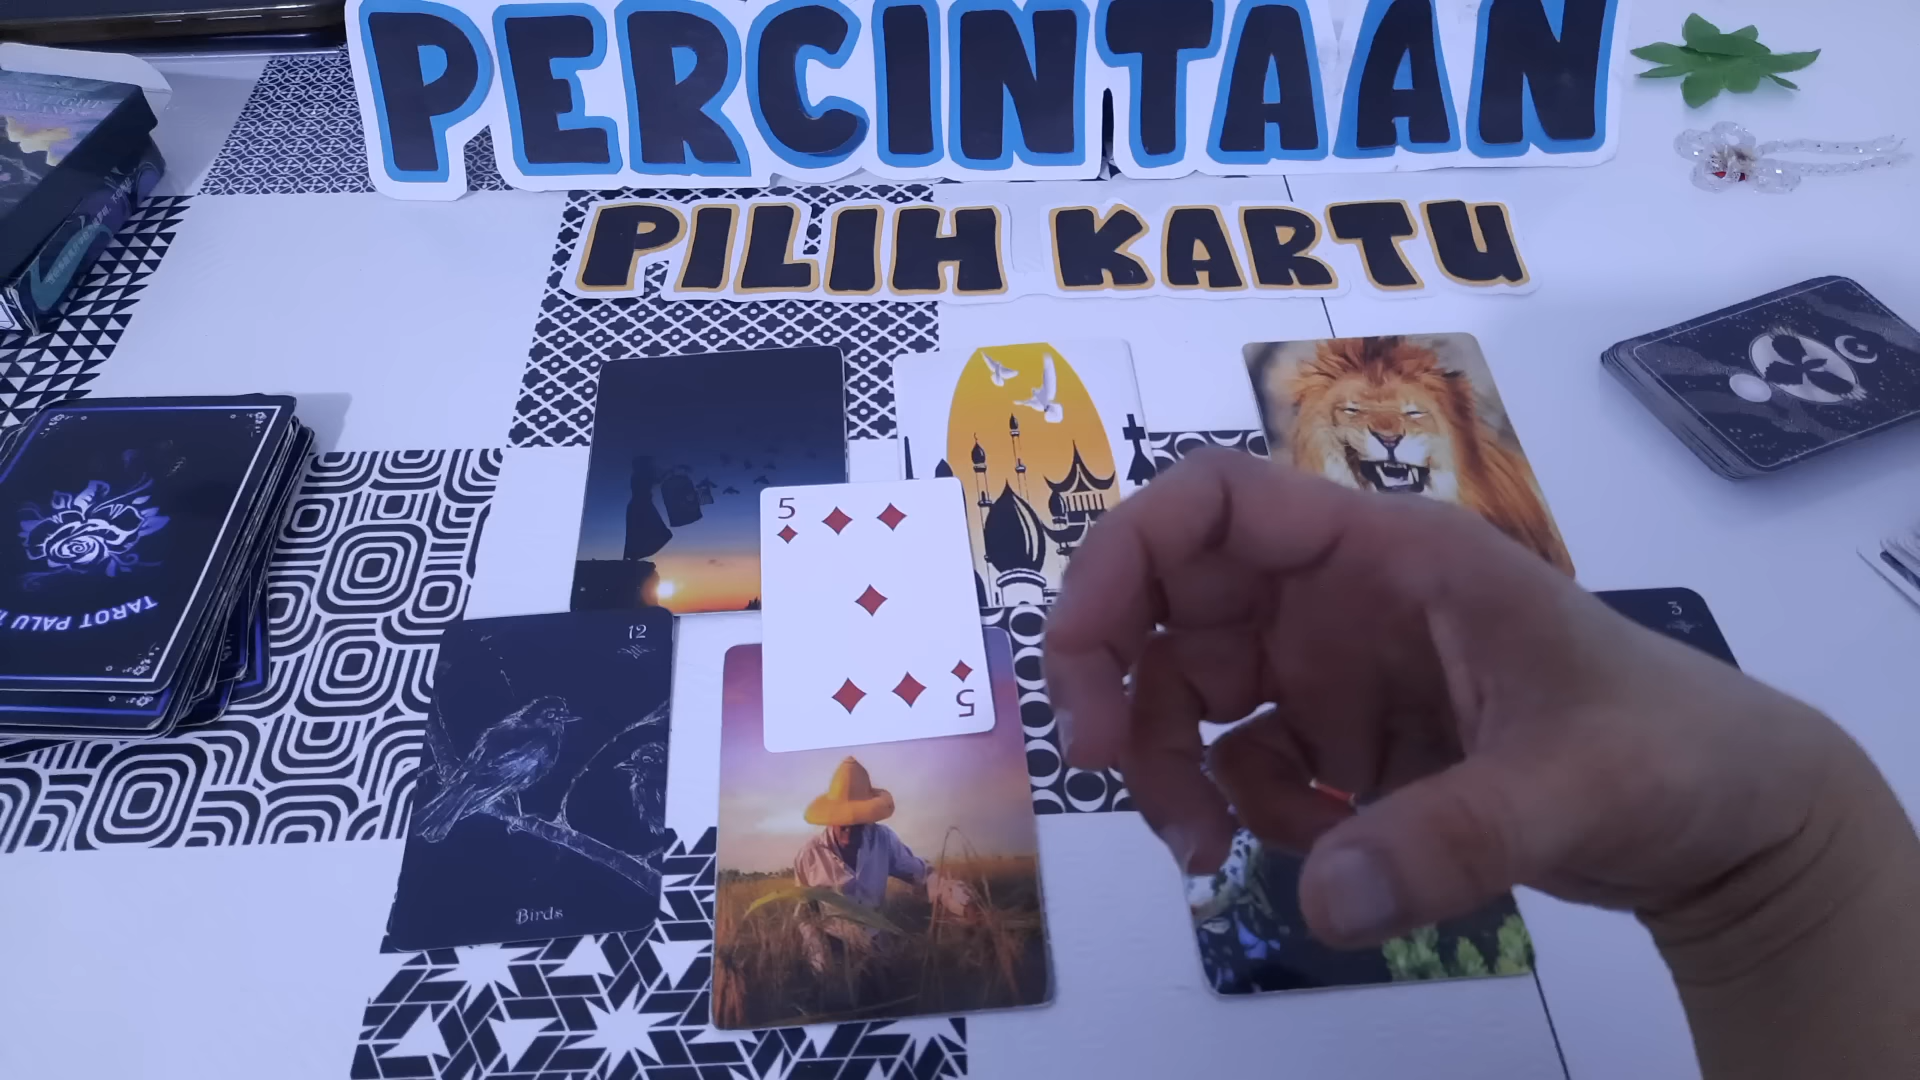 PERCINTAAN
PILIH KARTU
5
5
12
Birds
3
TAROT PALU